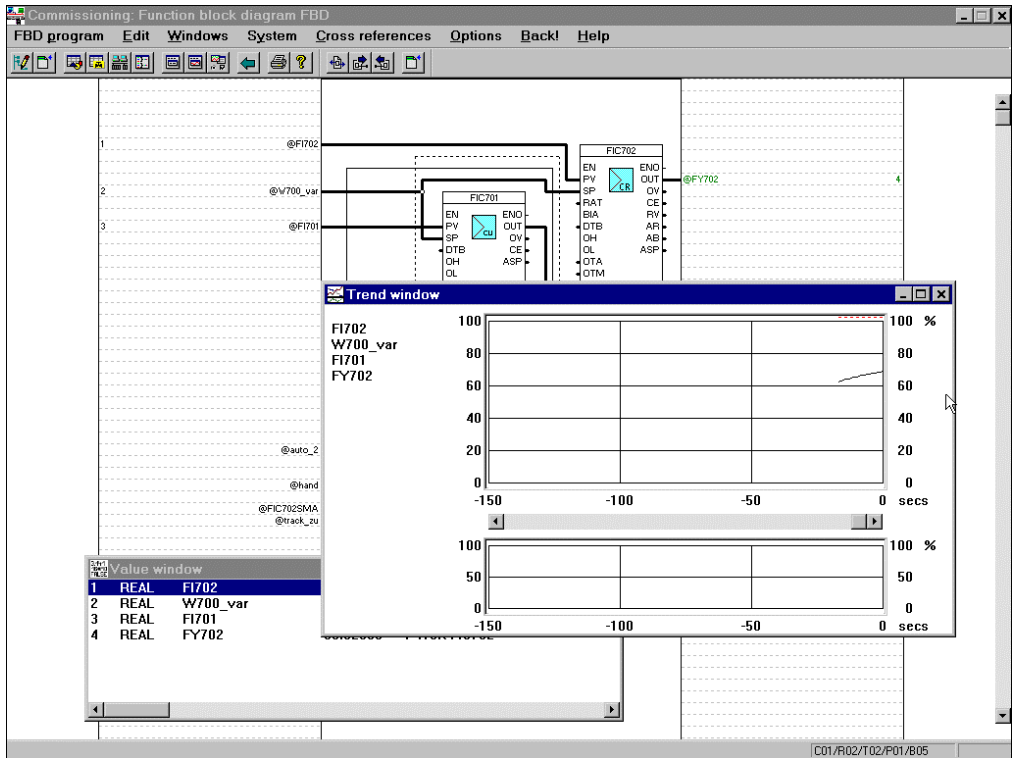 Commissioning: Function block diagram FBD
FBD program Edit Windows System Cross references Options Back! Help
1 @FI702
FIC702
EN ENO
PV OUT @FY702 4
SP CR OV
2 @W700_var
FIC701
RAT CE
BIA RV
EN ENO
3 @FI701
PV OUT
DTB AR
SP CU OV
OH AB
DTB CE
OL ASP
OH ASP
OTA
OL
OTM
Trend window
FI702
W700_var
FI701
FY702
100 100 %
80 80
60 60
40 40
20 20
0 0
-150 -100 -50 0 secs
100 100 %
50 50
0 0
-150 -100 -50 0 secs
@auto_2
@hand
@FIC702SMA
@track_zu
Value window
1 REAL FI702
2 REAL W700_var
3 REAL FI701
4 REAL FY702
C01/R02/T02/P01/B05